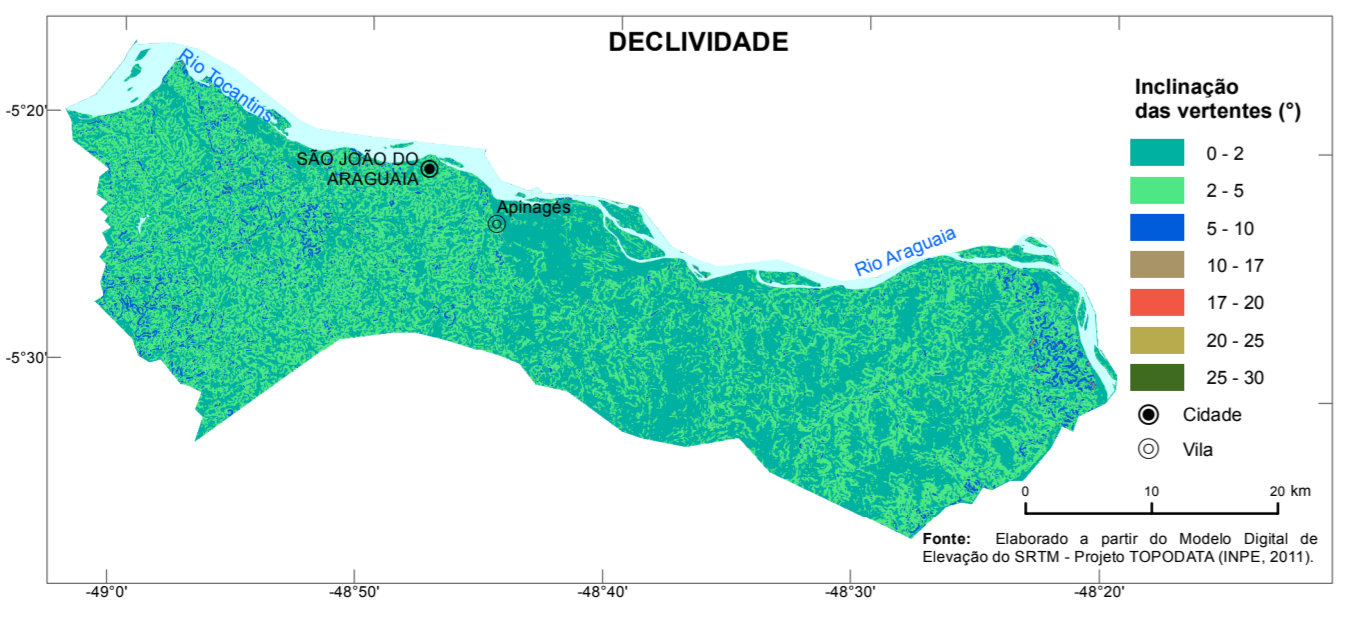 DECLIVIDADE
Rio Tocantins
-5°20'
SÃO JOÃO DO
ARAGUAIA
Apinagés
Rio Araguaia
-5°30'
Inclinação
das vertentes (°)
0 - 2
2 - 5
5 - 10
10 - 17
17 - 20
20 - 25
25 - 30
Cidade
Vila
0 10 20 km
Fonte: Elaborado a partir do Modelo Digital de
Elevação do SRTM - Projeto TOPODATA (INPE, 2011).
-49°0' -48°50' -48°40' -48°30' -48°20'